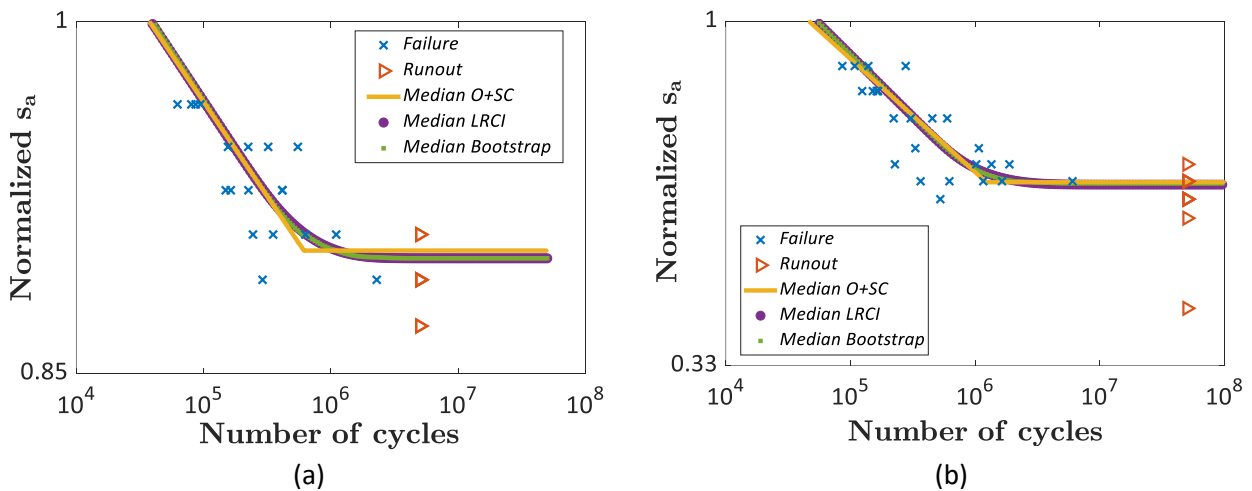 1
Normalized s_a
0.85
10^4
10^5
10^6
10^7
10^8
Number of cycles
Failure
Runout
Median O+SC
Median LRCI
Median Bootstrap
(a)
1
Normalized s_a
0.33
10^4
10^5
10^6
10^7
10^8
Number of cycles
Failure
Runout
Median O+SC
Median LRCI
Median Bootstrap
(b)